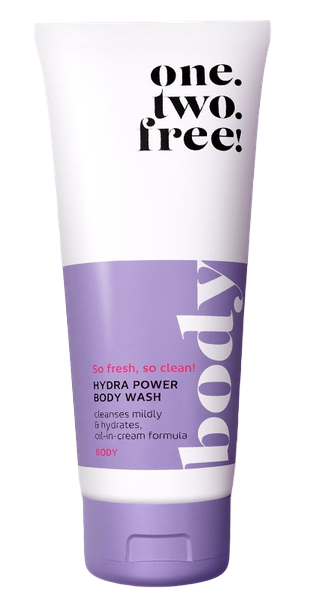 one.
two.
free!
body
So fresh, so clean!
HYDRA POWER
BODY WASH
cleanses mildly
& hydrates,
oil-in-cream formula
BODY